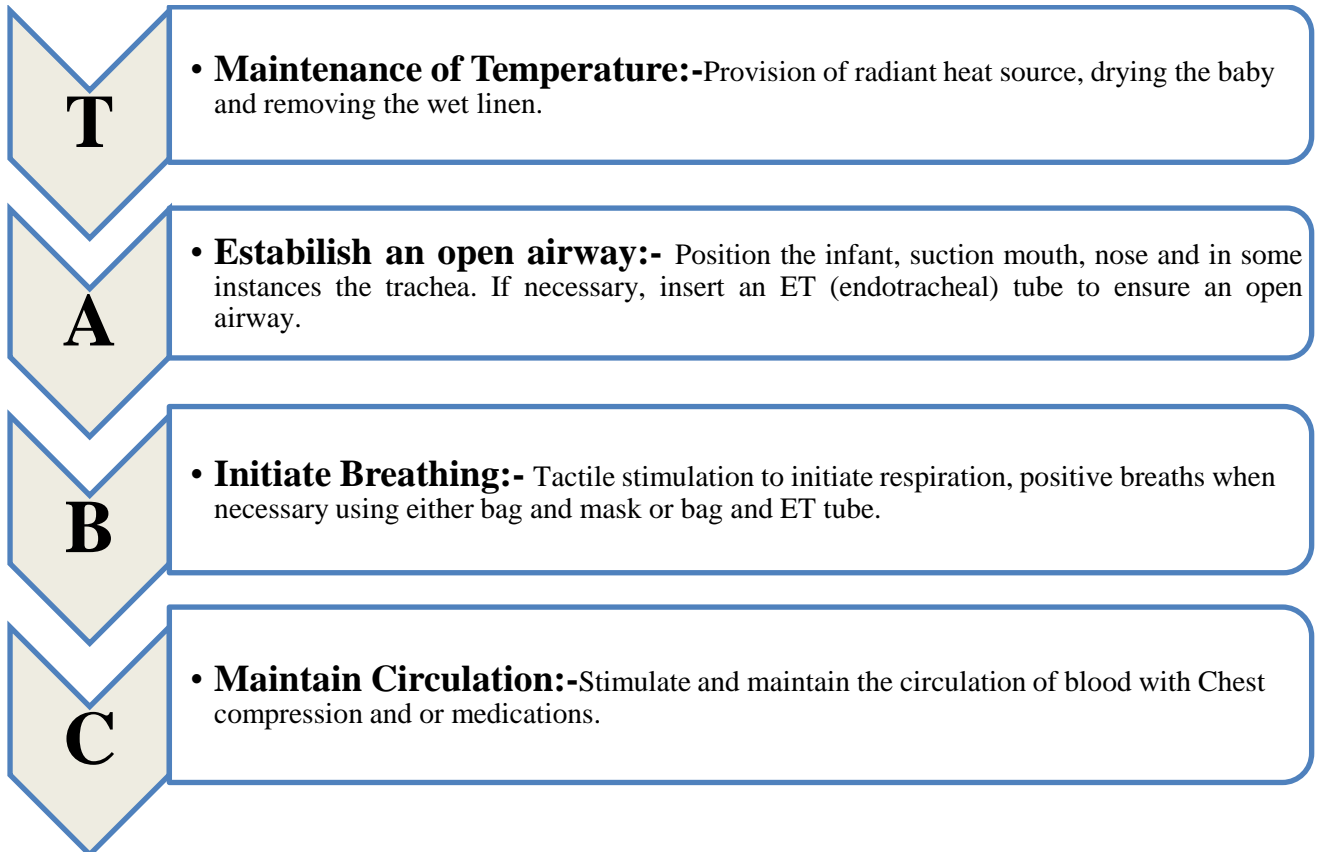 T
• Maintenance of Temperature:-Provision of radiant heat source, drying the baby
and removing the wet linen.
A
• Estabilish an open airway:- Position the infant, suction mouth, nose and in some
instances the trachea. If necessary, insert an ET (endotracheal) tube to ensure an open
airway.
B
• Initiate Breathing:- Tactile stimulation to initiate respiration, positive breaths when
necessary using either bag and mask or bag and ET tube.
C
• Maintain Circulation:-Stimulate and maintain the circulation of blood with Chest
compression and or medications.